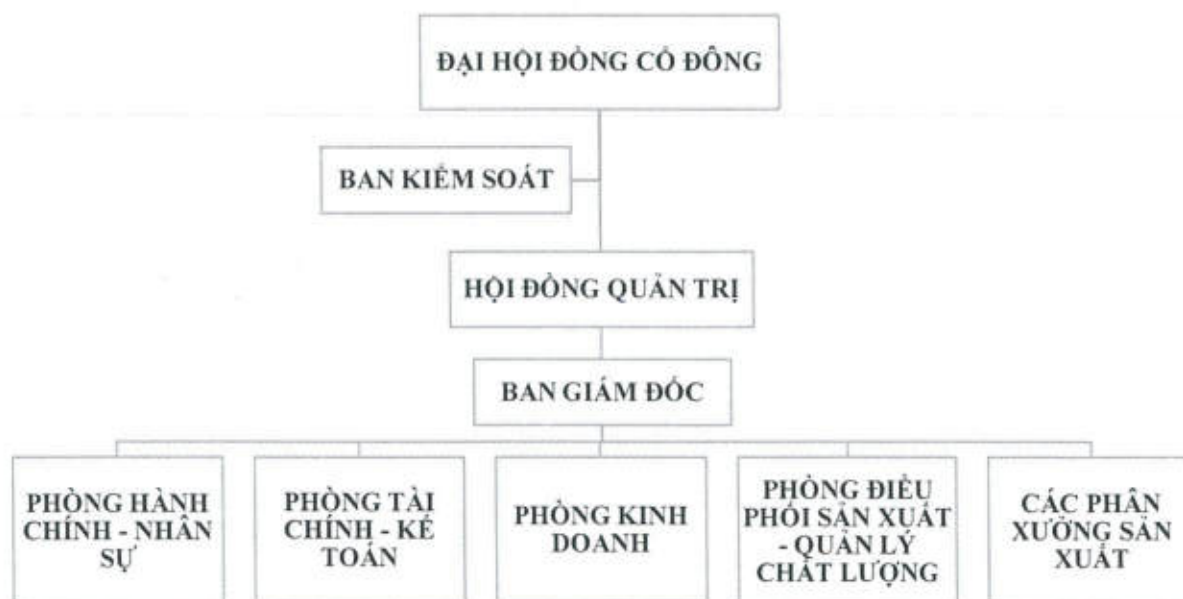 ĐẠI HỘI ĐỒNG CỔ ĐÔNG
BAN KIỂM SOÁT
HỘI ĐỒNG QUẢN TRỊ
BAN GIÁM ĐỐC
PHÒNG HÀNH
CHÍNH - NHÂN
SỰ
PHÒNG TÀI
CHÍNH - KẾ
TOÁN
PHÒNG KINH
DOANH
PHÒNG ĐIỀU
PHỐI SẢN XUẤT
- QUẢN LÝ
CHẤT LƯỢNG
CÁC PHÂN
XƯỞNG SẢN
XUẤT